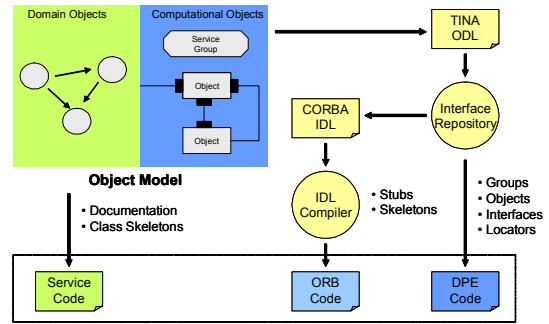 Domain Objects
Computational Objects
Service
Group
Object
Object
Object Model
TINA
ODL
CORBA
IDL
Interface
Repository
IDL
Compiler
• Stubs
• Skeletons
• Groups
• Objects
• Interfaces
• Locators
• Documentation
• Class Skeletons
Service
Code
ORB
Code
DPE
Code